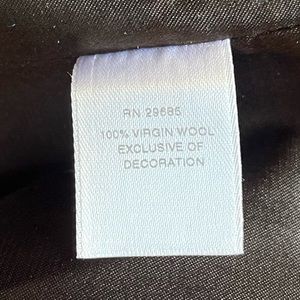 RN 29685
100% VIRGIN WOOL
EXCLUSIVE OF
DECORATION